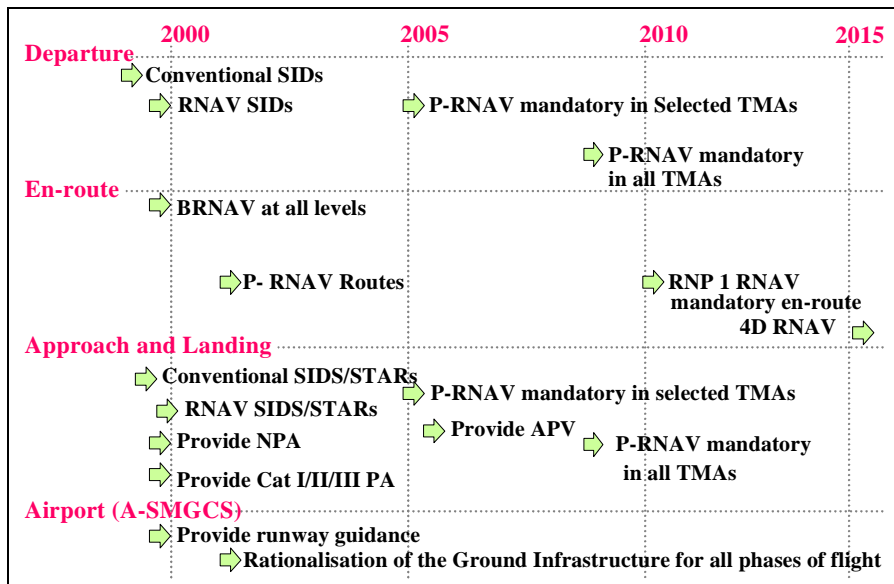 2000 2005 2010 2015
Departure
Conventional SIDs
RNAV SIDs
P-RNAV mandatory in Selected TMAs
P-RNAV mandatory
in all TMAs
En-route
BRNAV at all levels
P- RNAV Routes
RNP 1 RNAV
mandatory en-route
4D RNAV
Approach and Landing
Conventional SIDS/STARs
P-RNAV mandatory in selected TMAs
RNAV SIDS/STARs
Provide APV
Provide NPA
P-RNAV mandatory
in all TMAs
Provide Cat I/II/III PA
Airport (A-SMGCS)
Provide runway guidance
Rationalisation of the Ground Infrastructure for all phases of flight